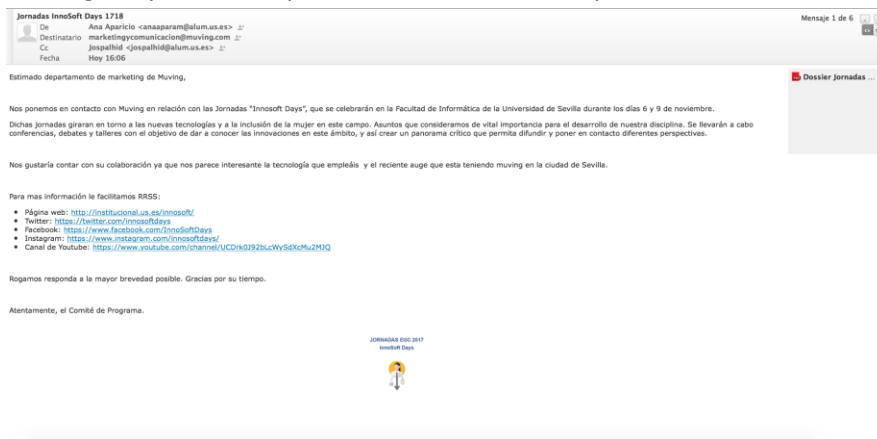 Jornadas InnoSoft Days 1718
Mensaje 1 de 6
De Ana Aparicio <anaaparam@alum.us.es>
Destinatario marketingycomunicacion@muving.com
Cc Jospalhid <jospalhid@alum.us.es>
Fecha Hoy 16:06
Estimado departamento de marketing de Muving,
Dossier Jornadas ...
Nos ponemos en contacto con Muving en relación con las Jornadas "Innosoft Days", que se celebrarán en la Facultad de Informática de la Universidad de Sevilla durante los días 6 y 9 de noviembre.
Dichas jornadas giraran en torno a las nuevas tecnologías y a la inclusión de la mujer en este campo. Asuntos que consideramos de vital importancia para el desarrollo de nuestra disciplina. Se llevarán a cabo
conferencias, debates y talleres con el objetivo de dar a conocer las innovaciones en este ámbito, y así crear un panorama crítico que permita difundir y poner en contacto diferentes perspectivas.
Nos gustaría contar con su colaboración ya que nos parece interesante la tecnología que empleáis y el reciente auge que esta teniendo muving en la ciudad de Sevilla.
Para mas información le facilitamos RRSS:
• Página web: http://institucional.us.es/innosoft/
• Twitter: https://twitter.com/innosoftdays
• Facebook: https://www.facebook.com/InnoSoftDays
• Instagram: https://www.instagram.com/innosoftdays/
• Canal de Youtube: https://www.youtube.com/channel/UCDrk0J92bLcWySdXcMu2MJQ
Rogamos responda a la mayor brevedad posible. Gracias por su tiempo.
Atentamente, el Comité de Programa.
JORNADAS EGC 2017
InnoSoft Days